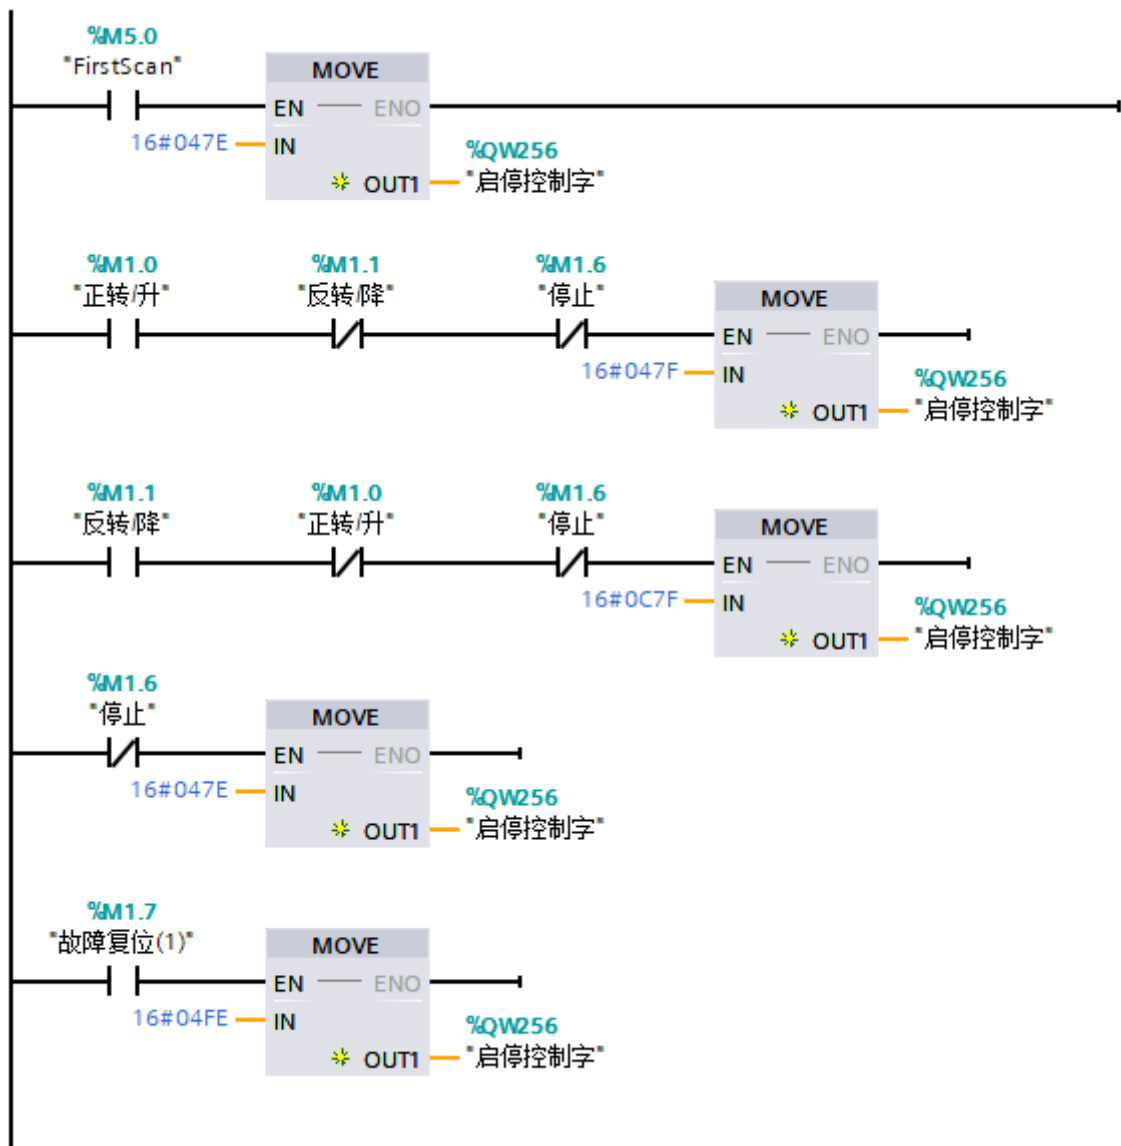 %M5.0
"FirstScan"
MOVE
EN ENO
16#047E IN
%QW256
OUT1 "启停控制字"
%M1.0 %M1.1 %M1.6
"正转/升" "反转/降" "停止"
MOVE
EN ENO
16#047F IN
%QW256
OUT1 "启停控制字"
%M1.1 %M1.0 %M1.6
"反转/降" "正转/升" "停止"
MOVE
EN ENO
16#0C7F IN
%QW256
OUT1 "启停控制字"
%M1.6
"停止"
MOVE
EN ENO
16#047E IN
%QW256
OUT1 "启停控制字"
%M1.7
"故障复位(1)"
MOVE
EN ENO
16#04FE IN
%QW256
OUT1 "启停控制字"